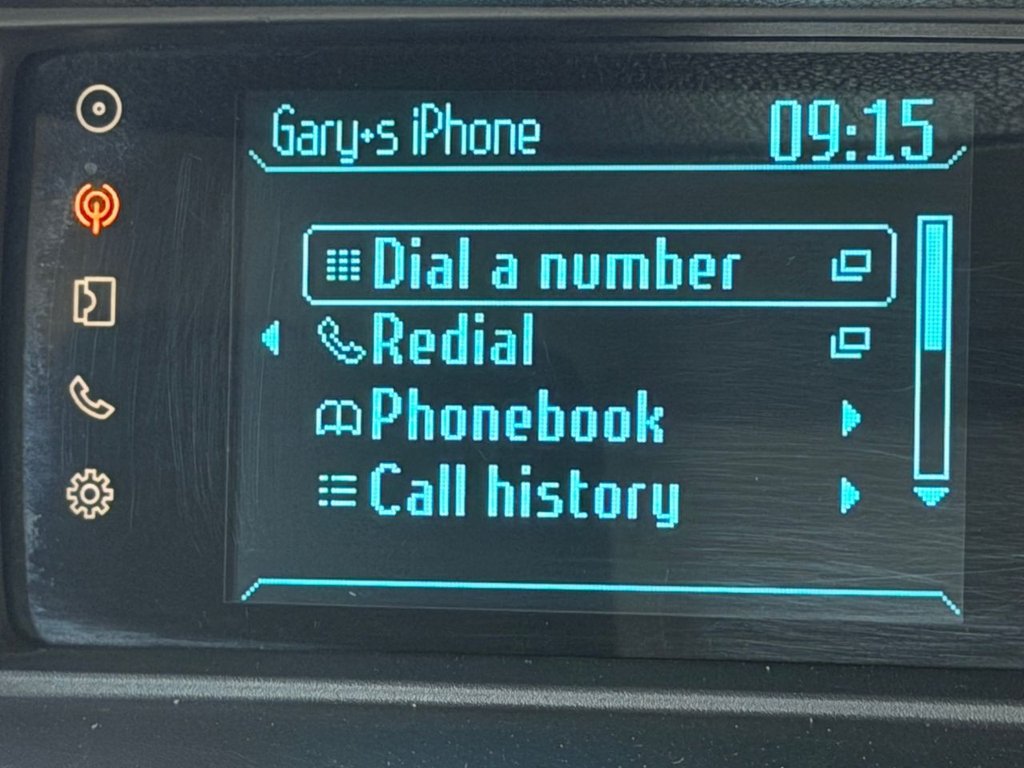 Gary+s iPhone 09:15
Dial a number
Redial
Phonebook
Call history